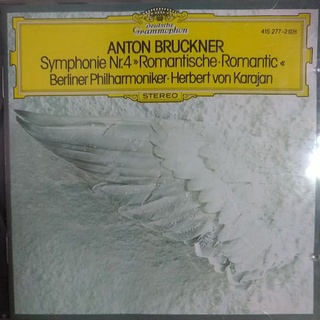 Deutsche
Grammophon
415 277-2 GH
ANTON BRUCKNER
Symphonie Nr.4 »Romantische · Romantic«
Berliner Philharmoniker · Herbert von Karajan
STEREO